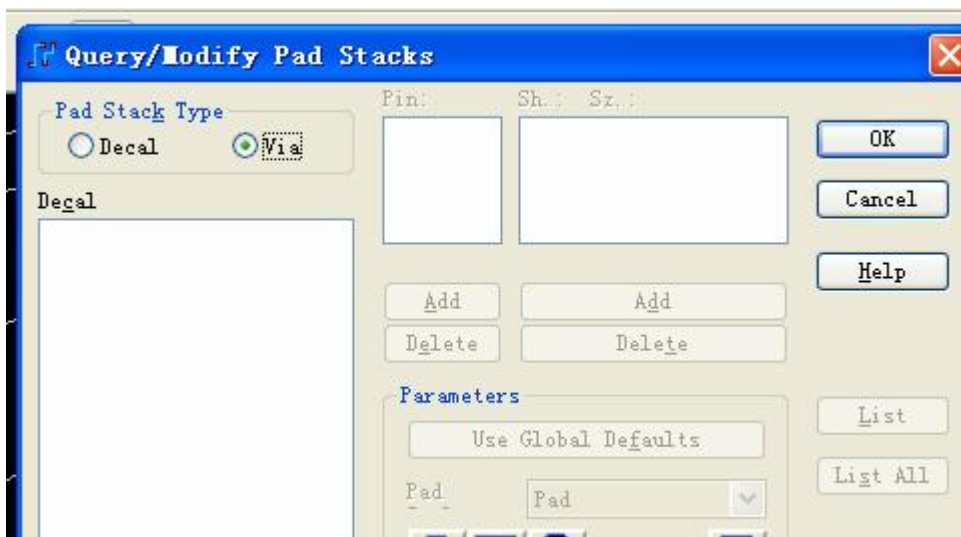 Query/Modify Pad Stacks
Pad Stack Type
Decal
Via
Decal
Pin:
Sh.: Sz.:
Add
Add
Delete
Delete
Parameters
Use Global Defaults
Pad
Pad
OK
Cancel
Help
List
List All